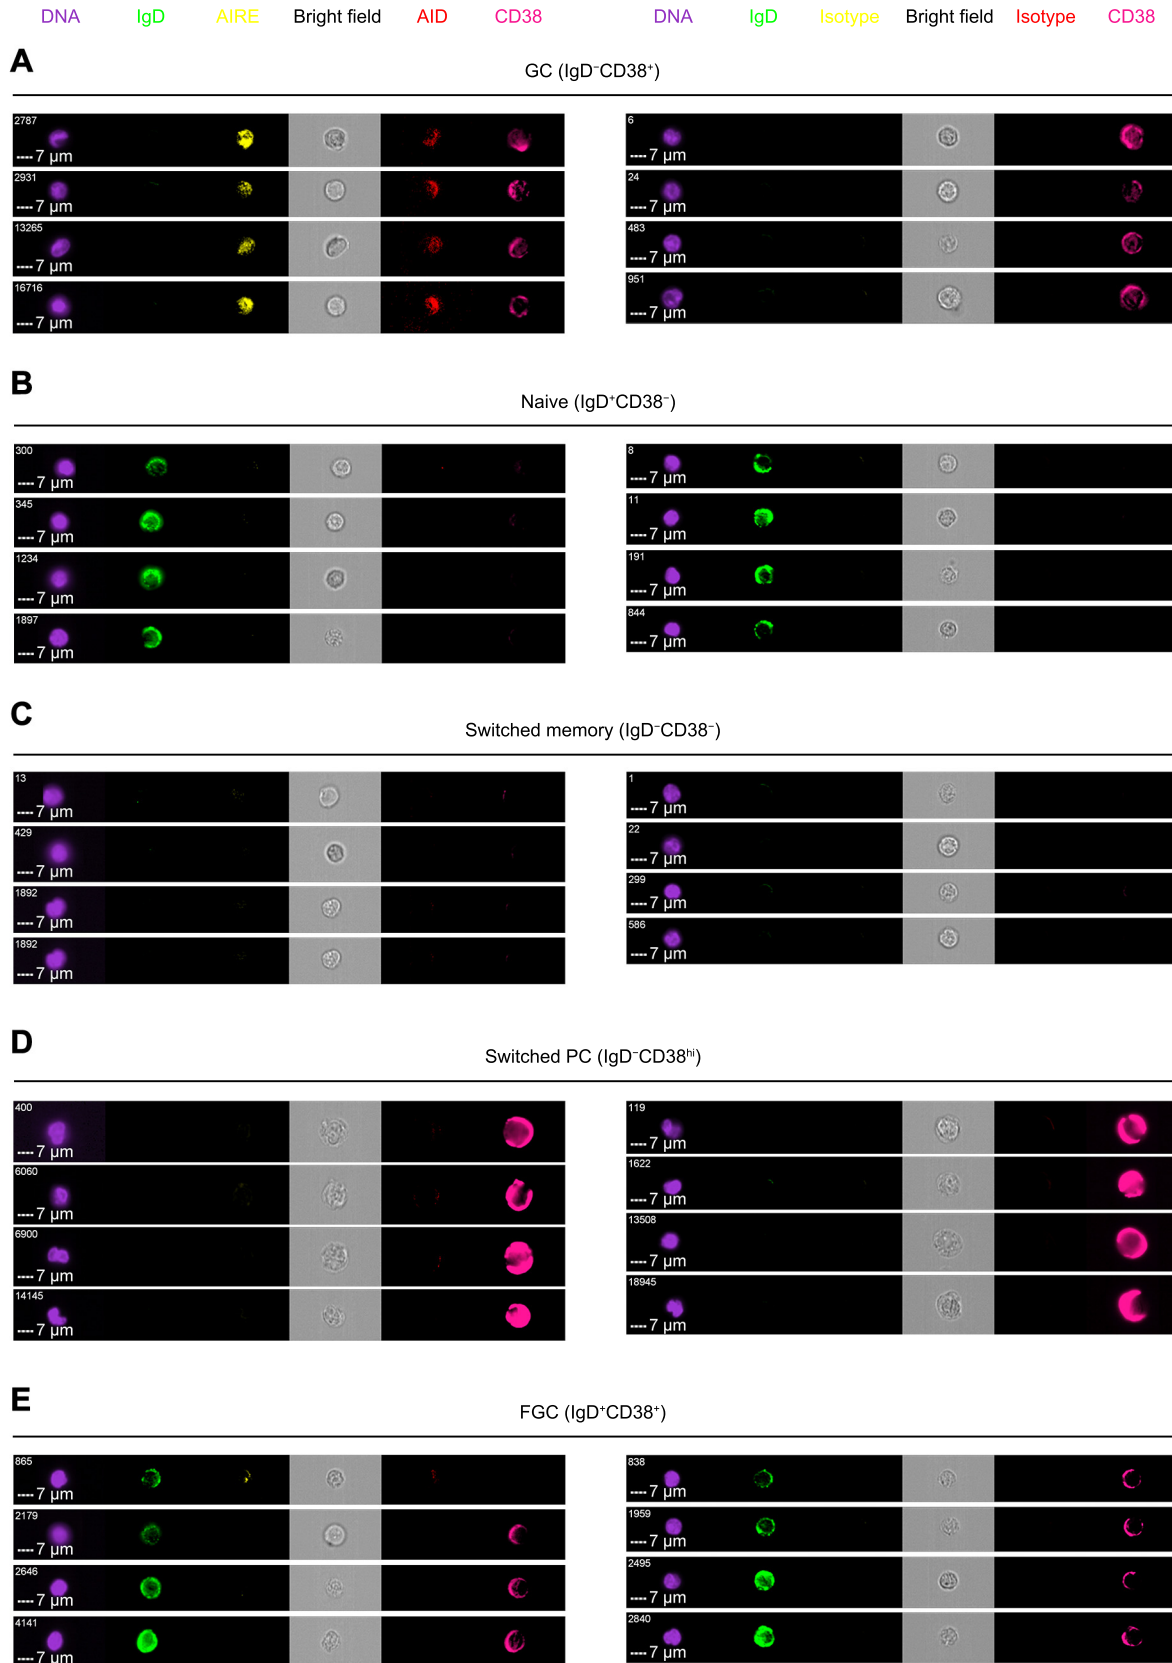 DNA IgD AIRE Bright field AID CD38 DNA IgD Isotype Bright field Isotype CD38
A
GC (IgD⁻CD38⁺)
2787
7 µm
2931
7 µm
13265
7 µm
16716
7 µm
6
7 µm
24
7 µm
483
7 µm
951
7 µm
B
Naive (IgD⁺CD38⁻)
300
7 µm
345
7 µm
1234
7 µm
1897
7 µm
8
7 µm
11
7 µm
191
7 µm
844
7 µm
C
Switched memory (IgD⁻CD38⁻)
13
7 µm
429
7 µm
1892
7 µm
1892
7 µm
1
7 µm
22
7 µm
299
7 µm
586
7 µm
D
Switched PC (IgD⁻CD38ʰⁱ)
400
7 µm
6060
7 µm
6900
7 µm
14145
7 µm
119
7 µm
1622
7 µm
13508
7 µm
18945
7 µm
E
FGC (IgD⁺CD38⁺)
865
7 µm
2179
7 µm
2646
7 µm
4141
7 µm
838
7 µm
1959
7 µm
2495
7 µm
2840
7 µm